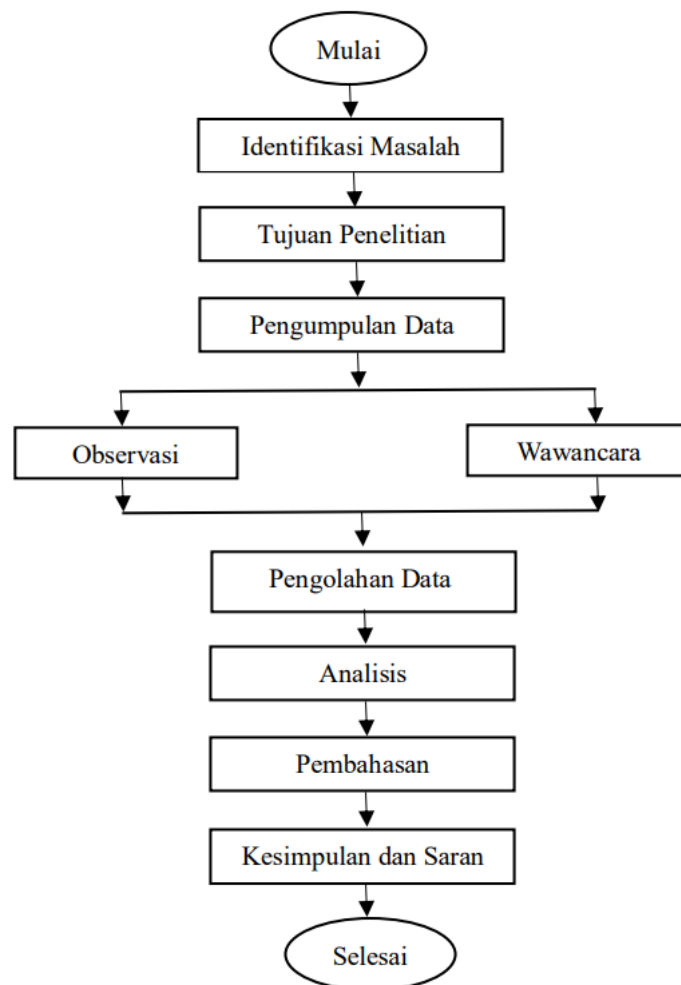 Mulai
Identifikasi Masalah
Tujuan Penelitian
Pengumpulan Data
Observasi
Wawancara
Pengolahan Data
Analisis
Pembahasan
Kesimpulan dan Saran
Selesai